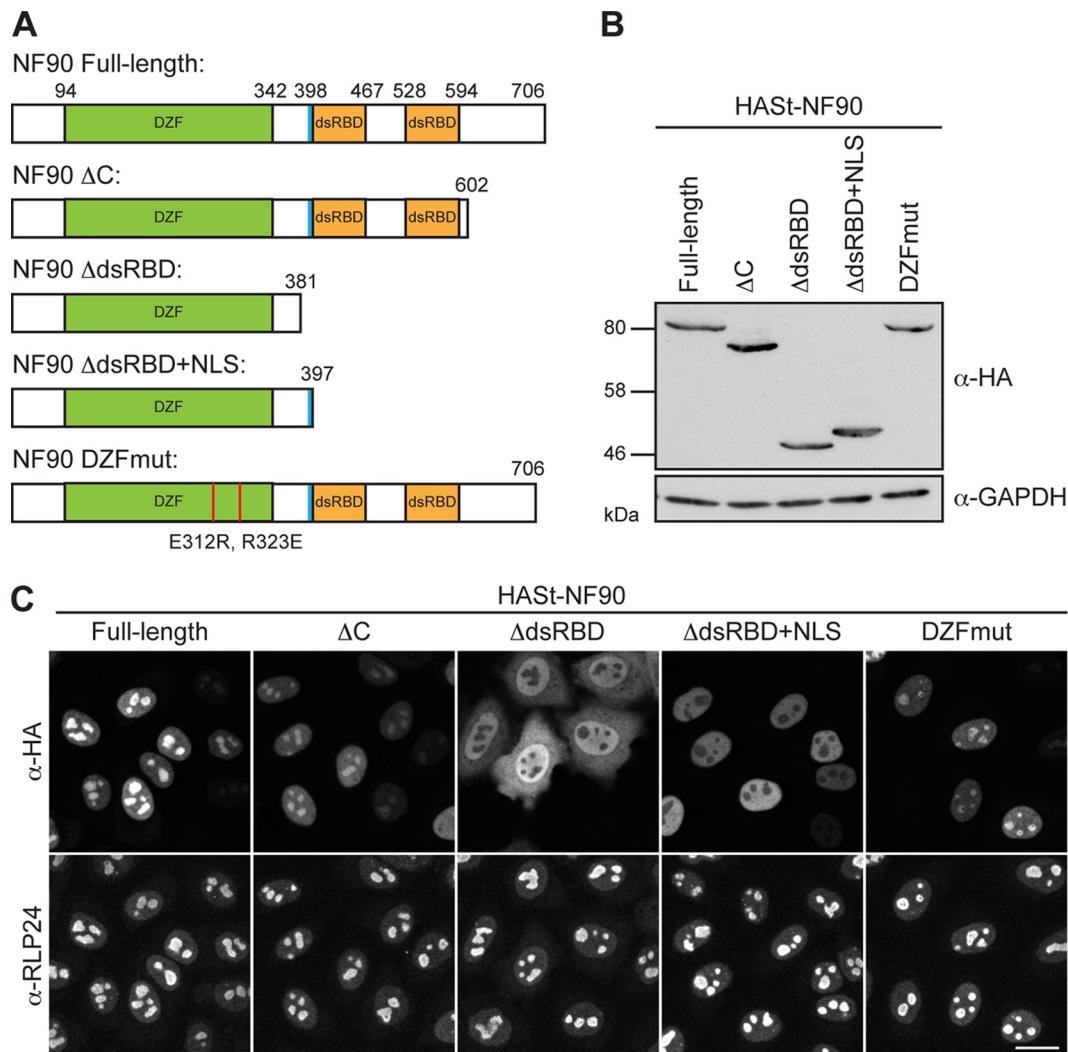 A
NF90 Full-length:
94 342 398 467 528 594 706
DZF dsRBD dsRBD
NF90 ΔC:
602
DZF dsRBD dsRBD
NF90 ΔdsRBD:
381
DZF
NF90 ΔdsRBD+NLS:
397
DZF
NF90 DZFmut:
706
DZF dsRBD dsRBD
E312R, R323E
B
HASt-NF90
Full-length
ΔC
ΔdsRBD
ΔdsRBD+NLS
DZFmut
80
58
46
kDa
α-HA
α-GAPDH
C
HASt-NF90
Full-length ΔC ΔdsRBD ΔdsRBD+NLS DZFmut
α-HA
α-RLP24